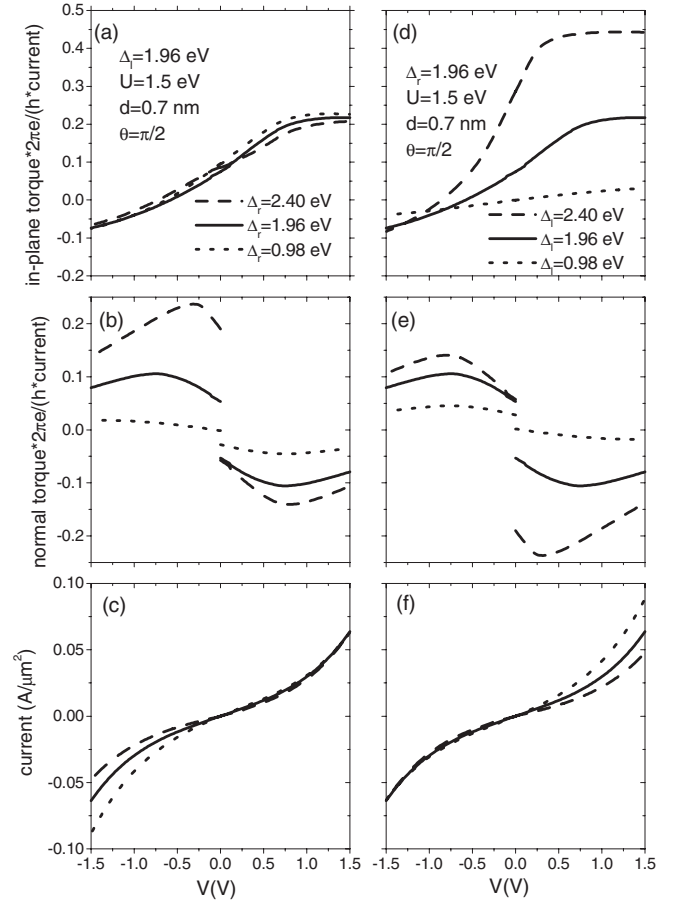 (a)
Δl=1.96 eV
U=1.5 eV
d=0.7 nm
θ=π/2
Δr=2.40 eV
Δr=1.96 eV
Δr=0.98 eV
0.5
0.4
0.3
0.2
0.1
0.0
-0.1
0.2
in-plane torque*2πe/(h*current)
(d)
Δr=1.96 eV
U=1.5 eV
d=0.7 nm
θ=π/2
Δl=2.40 eV
Δl=1.96 eV
Δl=0.98 eV
(b)
0.2
0.1
0.0
-0.1
-0.2
normal torque*2πe/(h*current)
(e)
(c)
0.10
0.05
0.00
-0.05
-0.10
current (A/μm²)
-1.5 -1.0 -0.5 0.0 0.5 1.0 1.5
V(V)
(f)
-1.5 -1.0 -0.5 0.0 0.5 1.0 1.5
V(V)